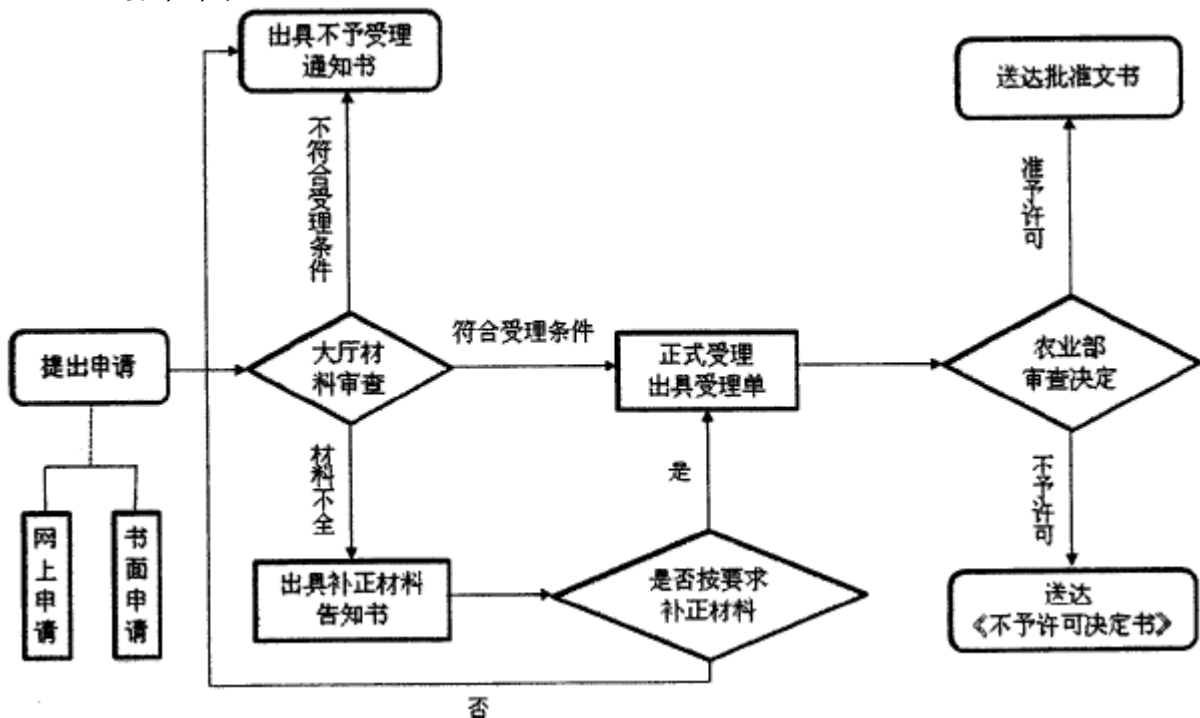 出具不予受理
通知书
送达批准文书
不符合受理条件
准予许可
提出申请
大厅材
料审查
符合受理条件
正式受理
出具受理单
农业部
审查决定
材料不全
是
不予许可
网上申请
书面申请
出具补正材料
告知书
是否按要求
补正材料
送达
《不予许可决定书》
否